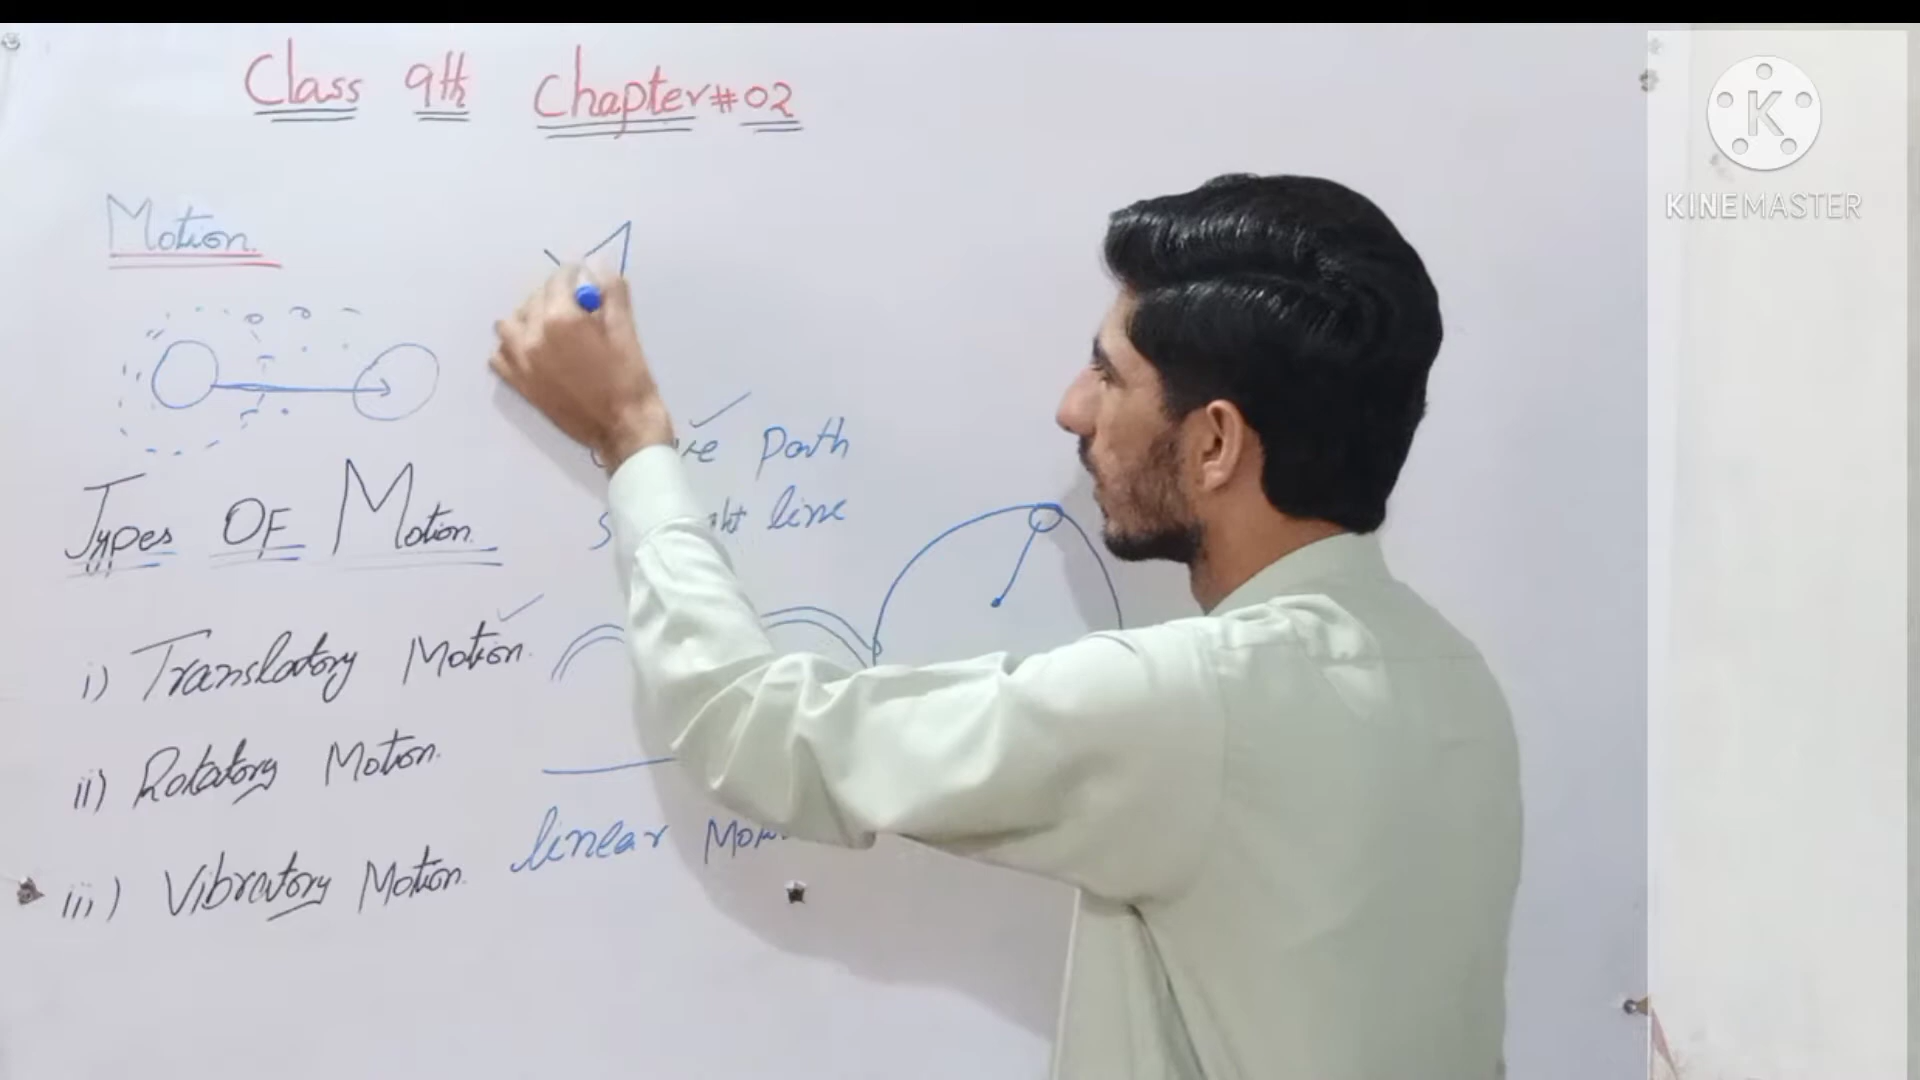 Class 9th Chapter#02
Motion.
Path
line
Types OF Motion.
i) Translatory Motion.
ii) Rotatory Motion.
iii) Vibratory Motion.
linear
K
KINEMASTER